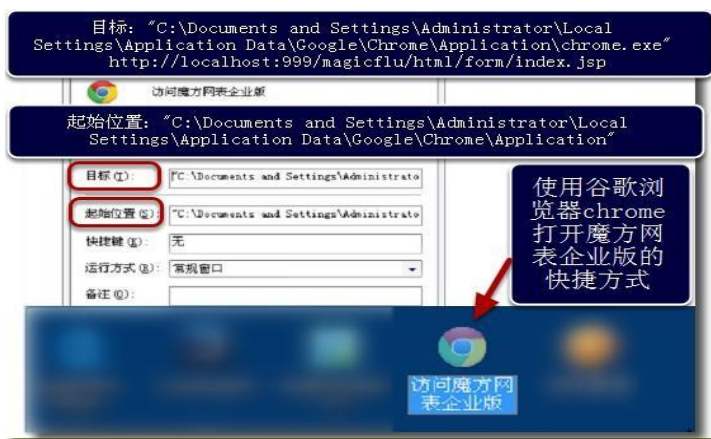 目标: "C:\Documents and Settings\Administrator\Local
Settings\Application Data\Google\Chrome\Application\chrome.exe"
http://localhost:999/magicflu/html/form/index.jsp
访问魔方网表企业版
起始位置: "C:\Documents and Settings\Administrator\Local
Settings\Application Data\Google\Chrome\Application"
目标(T): "C:\Documents and Settings\Administrato
起始位置(S): "C:\Documents and Settings\Administrato
快捷键(K): 无
运行方式(R): 常规窗口
备注(O):
使用谷歌浏
览器chrome
打开魔方网
表企业版的
快捷方式
访问魔方网
表企业版